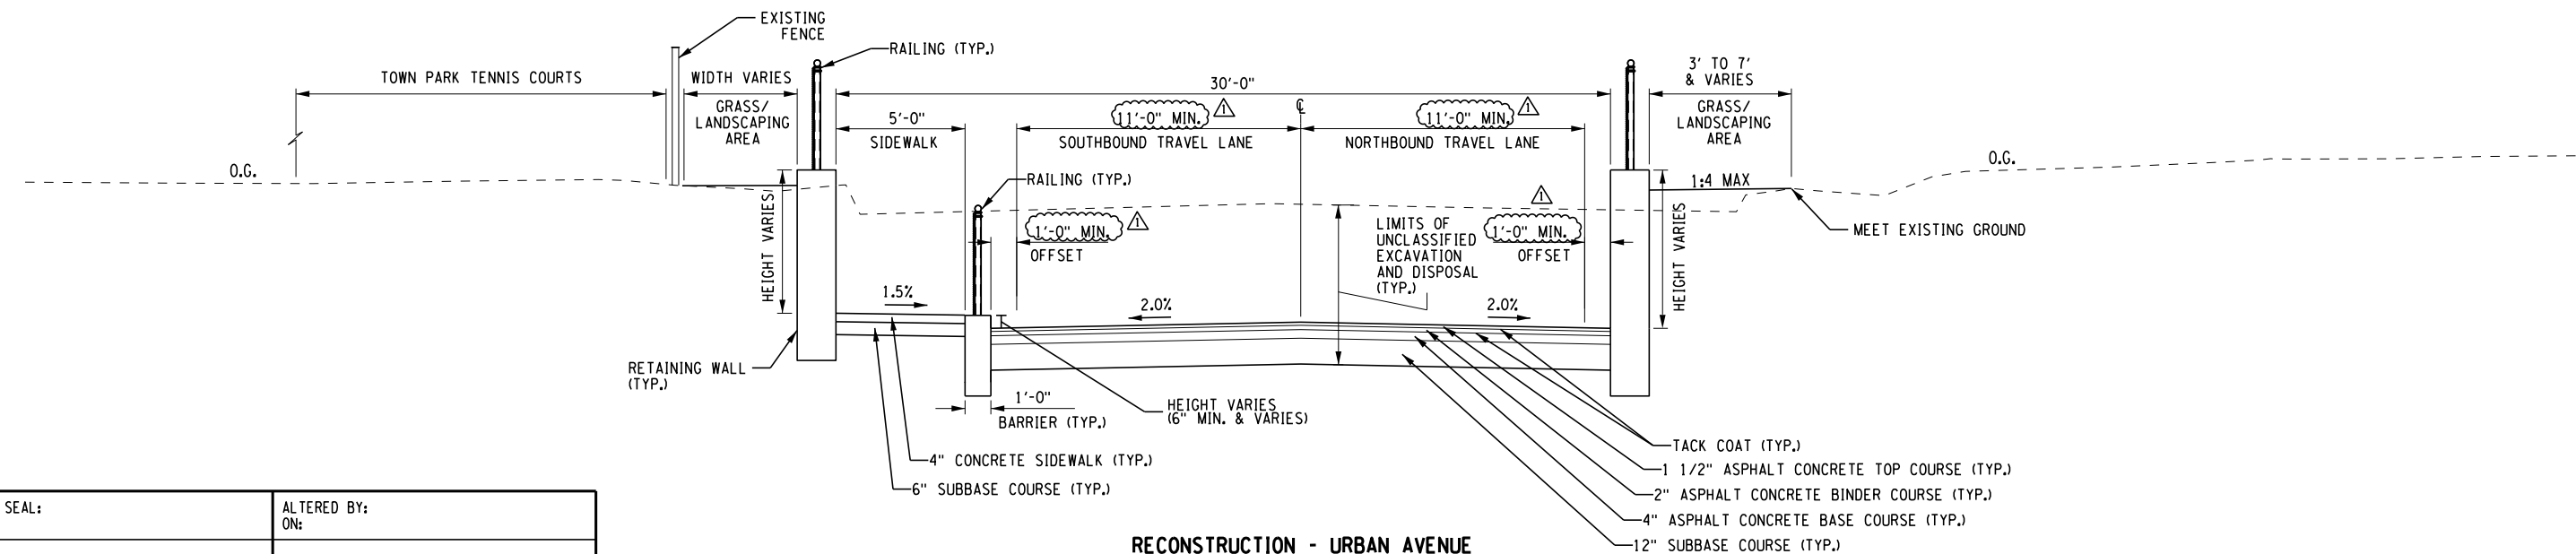 EXISTING
FENCE
RAILING (TYP.)
TOWN PARK TENNIS COURTS
WIDTH VARIES
30'-0"
3' TO 7'
& VARIES
GRASS/
LANDSCAPING
AREA
5'-0"
SIDEWALK
11'-0" MIN.
1
SOUTHBOUND TRAVEL LANE
℄
11'-0" MIN.
1
NORTHBOUND TRAVEL LANE
GRASS/
LANDSCAPING
AREA
O.G.
O.G.
RAILING (TYP.)
1:4 MAX
HEIGHT VARIES
1'-0" MIN.
1
OFFSET
LIMITS OF
UNCLASSIFIED
EXCAVATION
AND DISPOSAL
(TYP.)
1
1'-0" MIN.
OFFSET
HEIGHT VARIES
MEET EXISTING GROUND
1.5%
2.0%
2.0%
RETAINING WALL
(TYP.)
1'-0"
BARRIER (TYP.)
HEIGHT VARIES
(6" MIN. & VARIES)
4" CONCRETE SIDEWALK (TYP.)
6" SUBBASE COURSE (TYP.)
TACK COAT (TYP.)
1 1/2" ASPHALT CONCRETE TOP COURSE (TYP.)
2" ASPHALT CONCRETE BINDER COURSE (TYP.)
4" ASPHALT CONCRETE BASE COURSE (TYP.)
12" SUBBASE COURSE (TYP.)
SEAL:
ALTERED BY:
ON:
RECONSTRUCTION - URBAN AVENUE